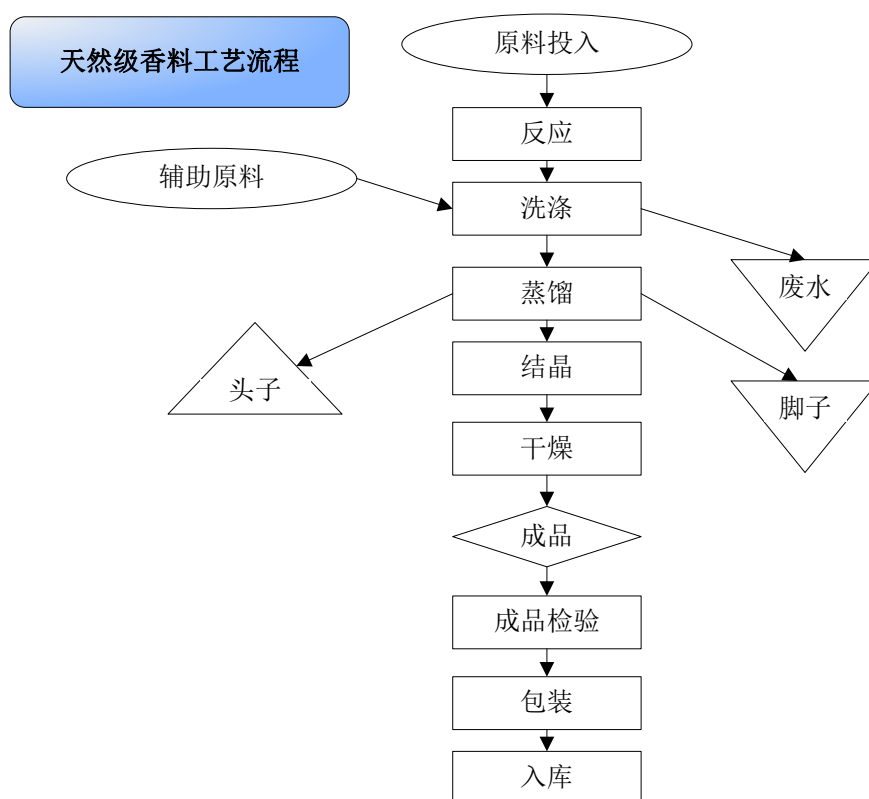 天然级香料工艺流程
原料投入
反应
辅助原料
洗涤
废水
蒸馏
头子
结晶
脚子
干燥
成品
成品检验
包装
入库